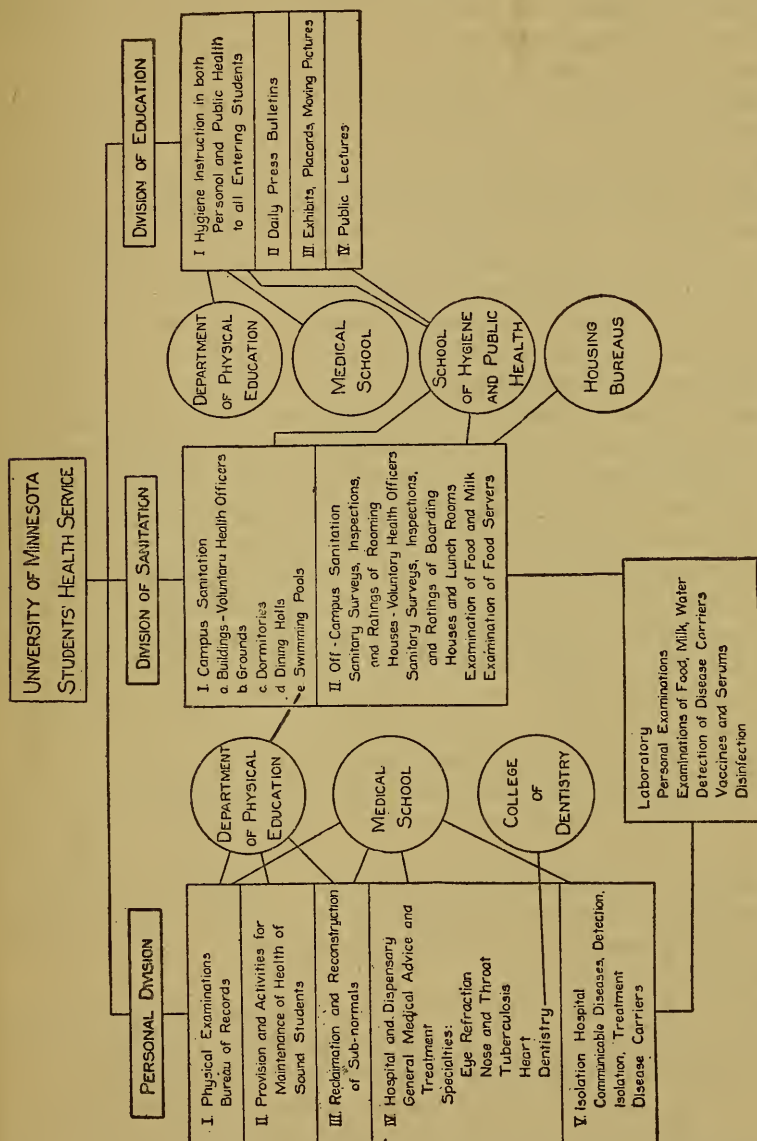 UNIVERSITY OF MINNESOTA
STUDENTS' HEALTH SERVICE
PERSONAL DIVISION
I. Physical Examinations
Bureau of Records
II. Provision and Activities for
Maintenance of Health of
Sound Students
III. Reclaimation and Reconstruction
of Sub-normals
IV. Hospital and Dispensary
General Medical Advice and
Treatment
Specialties:
Eye Refraction
Nose and Throat
Tuberculosis
Heart
Dentistry
V. Isolation Hospital
Communicable Diseases, Detection,
Isolation, Treatment
Disease Carriers
DEPARTMENT
OF PHYSICAL
EDUCATION
MEDICAL
SCHOOL
COLLEGE
OF
DENTISTRY
DIVISION OF SANITATION
I. Campus Sanitation
a Buildings - Voluntary Health Officers
b Grounds
c Dormitories
d Dining Halls
e Swimming Pools
II. Off - Campus Sanitation
Sanitary Surveys, Inspections,
and Ratings of Rooming
Houses - Voluntary Health Officers
Sanitary Surveys, Inspections,
and Ratings of Boarding
Houses and Lunch Rooms
Examination of Food and Milk
Examination of Food Servers
Laboratory
Personal Examinations
Examinations of Food, Milk, Water
Detection of Disease Carriers
Vaccines and Serums
Disinfection
DEPARTMENT
OF PHYSICAL
EDUCATION
MEDICAL
SCHOOL
SCHOOL
OF HYGIENE
AND PUBLIC
HEALTH
HOUSING
BUREAUS
DIVISION OF EDUCATION
I Hygiene Instruction in both
Personal and Public Health
to all Entering Students
II Daily Press Bulletins
III. Exhibits, Placards, Moving Pictures
IV. Public Lectures